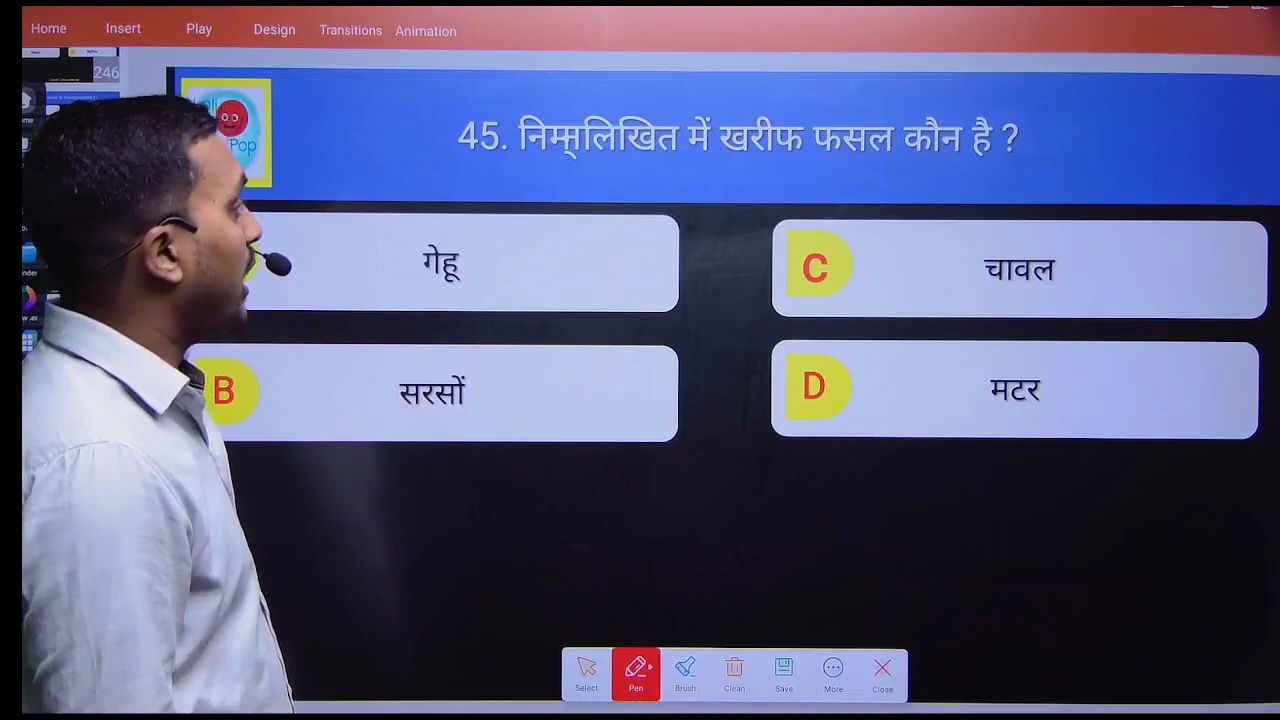 Home Insert Play Design Transitions Animation
246
Pop
45. निम्नलिखित में खरीफ फसल कौन है ?
गेहू
C चावल
B सरसों
D मटर
Select Pen Brush Clean Save More Close